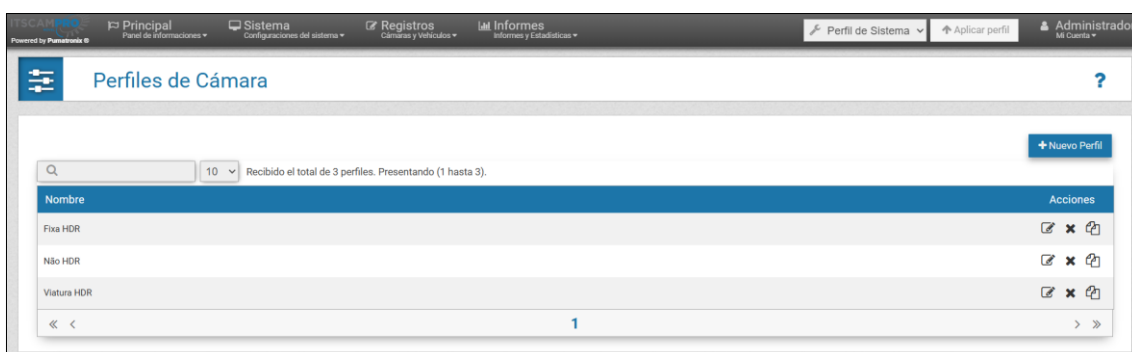 ITSCAMPRO
Powered by Pumatronix ®
Principal
Panel de informaciones
Sistema
Configuraciones del sistema
Registros
Cámaras y Vehículos
Informes
Informes y Estadísticas
Perfil de Sistema
Aplicar perfil
Administrado
Mi Cuenta
Perfiles de Cámara
?
+ Nuevo Perfil
10 Recibido el total de 3 perfiles. Presentando (1 hasta 3).
Nombre Acciones
Fixa HDR
Não HDR
Viatura HDR
« < 1 > »